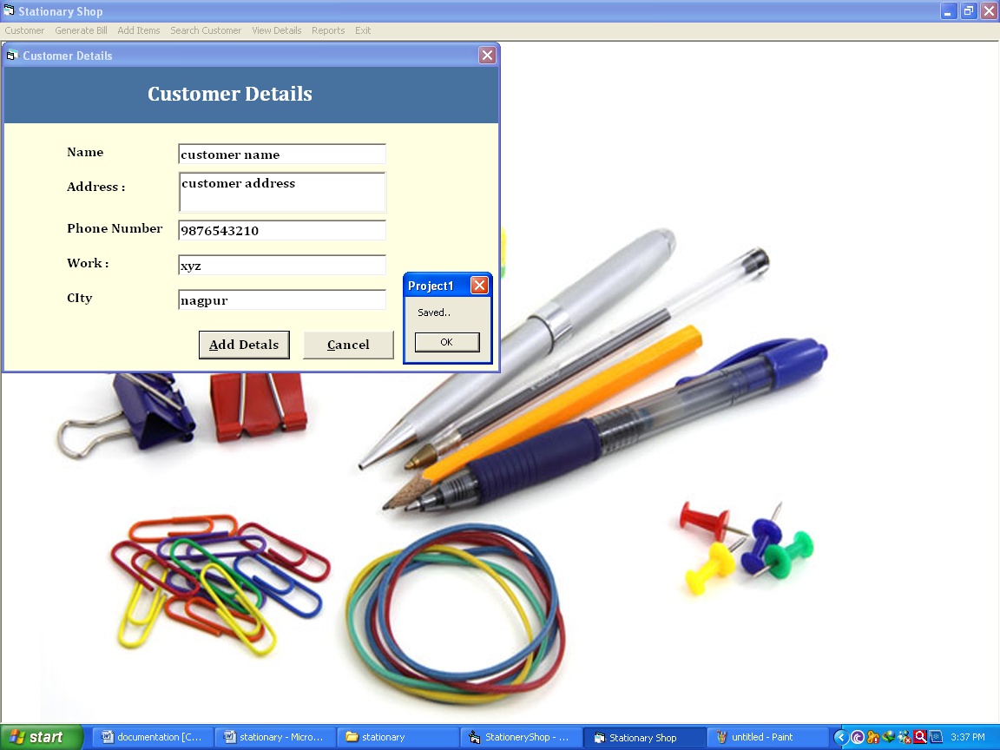 Stationary Shop
Customer Generate Bill Add Items Search Customer View Details Reports Exit
Customer Details
Customer Details
Name customer name
Address : customer address
Phone Number 9876543210
Work : xyz
CIty nagpur
Project1
Saved..
OK
Add Detals Cancel
start documentation [C... stationary - Micro... stationary StationeryShop - ... Stationary Shop untitled - Paint 3:37 PM